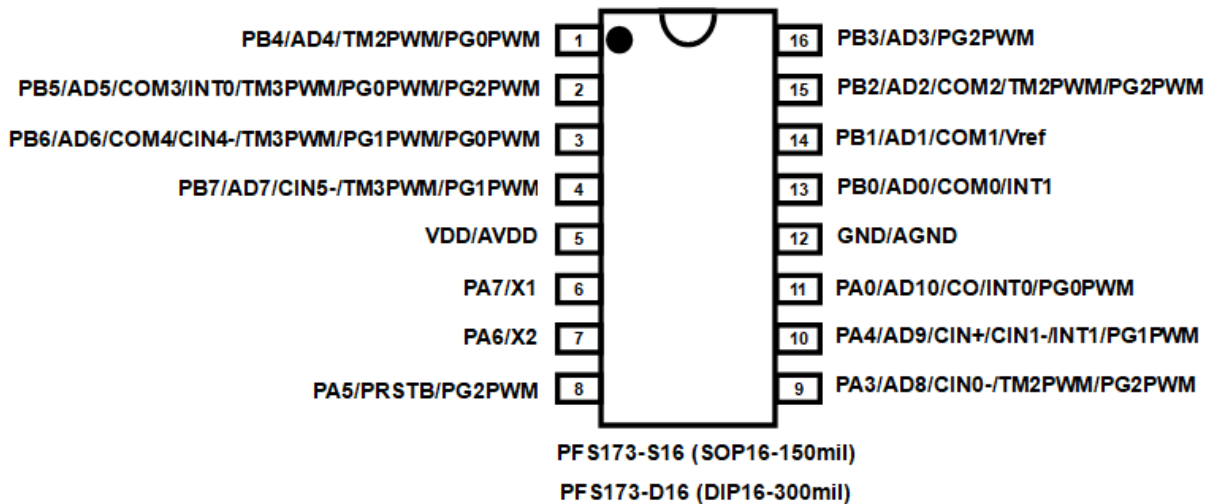 PB4/AD4/TM2PWM/PG0PWM 1 16 PB3/AD3/PG2PWM
PB5/AD5/COM3/INT0/TM3PWM/PG0PWM/PG2PWM 2 15 PB2/AD2/COM2/TM2PWM/PG2PWM
PB6/AD6/COM4/CIN4-/TM3PWM/PG1PWM/PG0PWM 3 14 PB1/AD1/COM1/Vref
PB7/AD7/CIN5-/TM3PWM/PG1PWM 4 13 PB0/AD0/COM0/INT1
VDD/AVDD 5 12 GND/AGND
PA7/X1 6 11 PA0/AD10/CO/INT0/PG0PWM
PA6/X2 7 10 PA4/AD9/CIN+/CIN1-/INT1/PG1PWM
PA5/PRSTB/PG2PWM 8 9 PA3/AD8/CIN0-/TM2PWM/PG2PWM
PFS173-S16 (SOP16-150mil)
PFS173-D16 (DIP16-300mil)